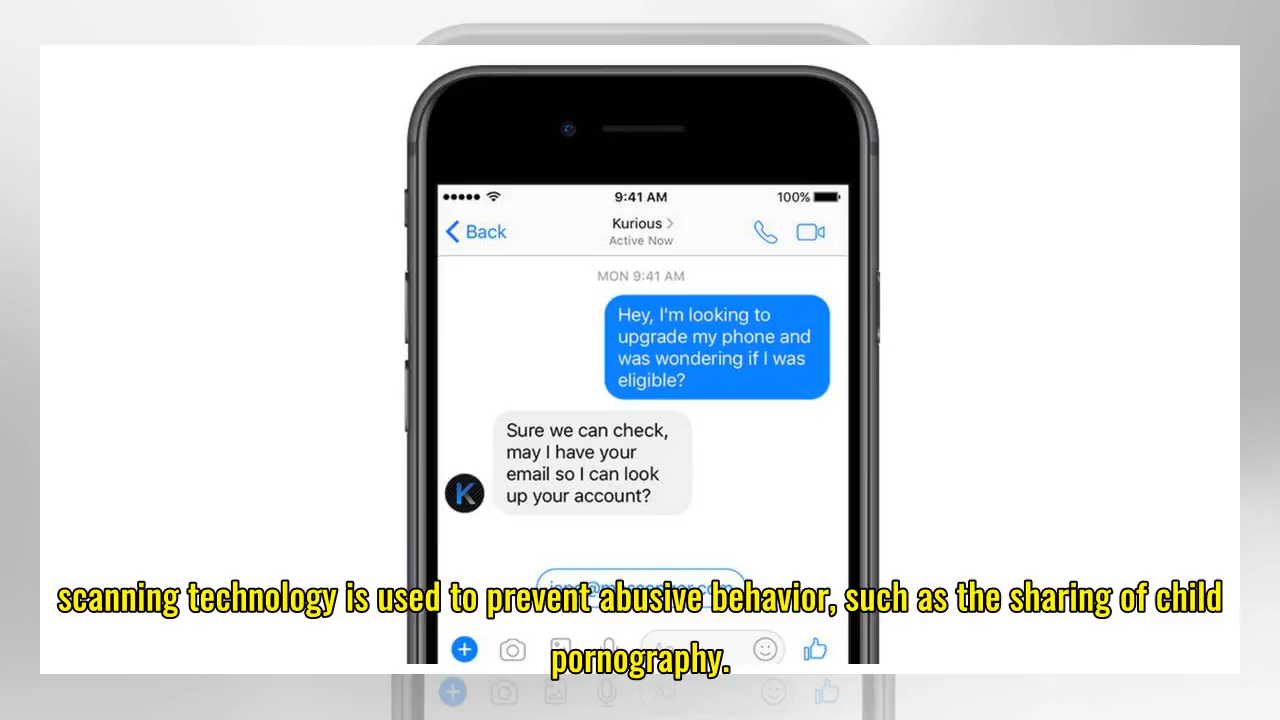 9:41 AM
100%
Back
Kurious
Active Now
MON 9:41 AM
Hey, I'm looking to
upgrade my phone and
was wondering if I was
eligible?
Sure we can check,
may I have your
email so I can look
up your account?
K
scanning technology is used to prevent abusive behavior, such as the sharing of child
pornography.
Aa